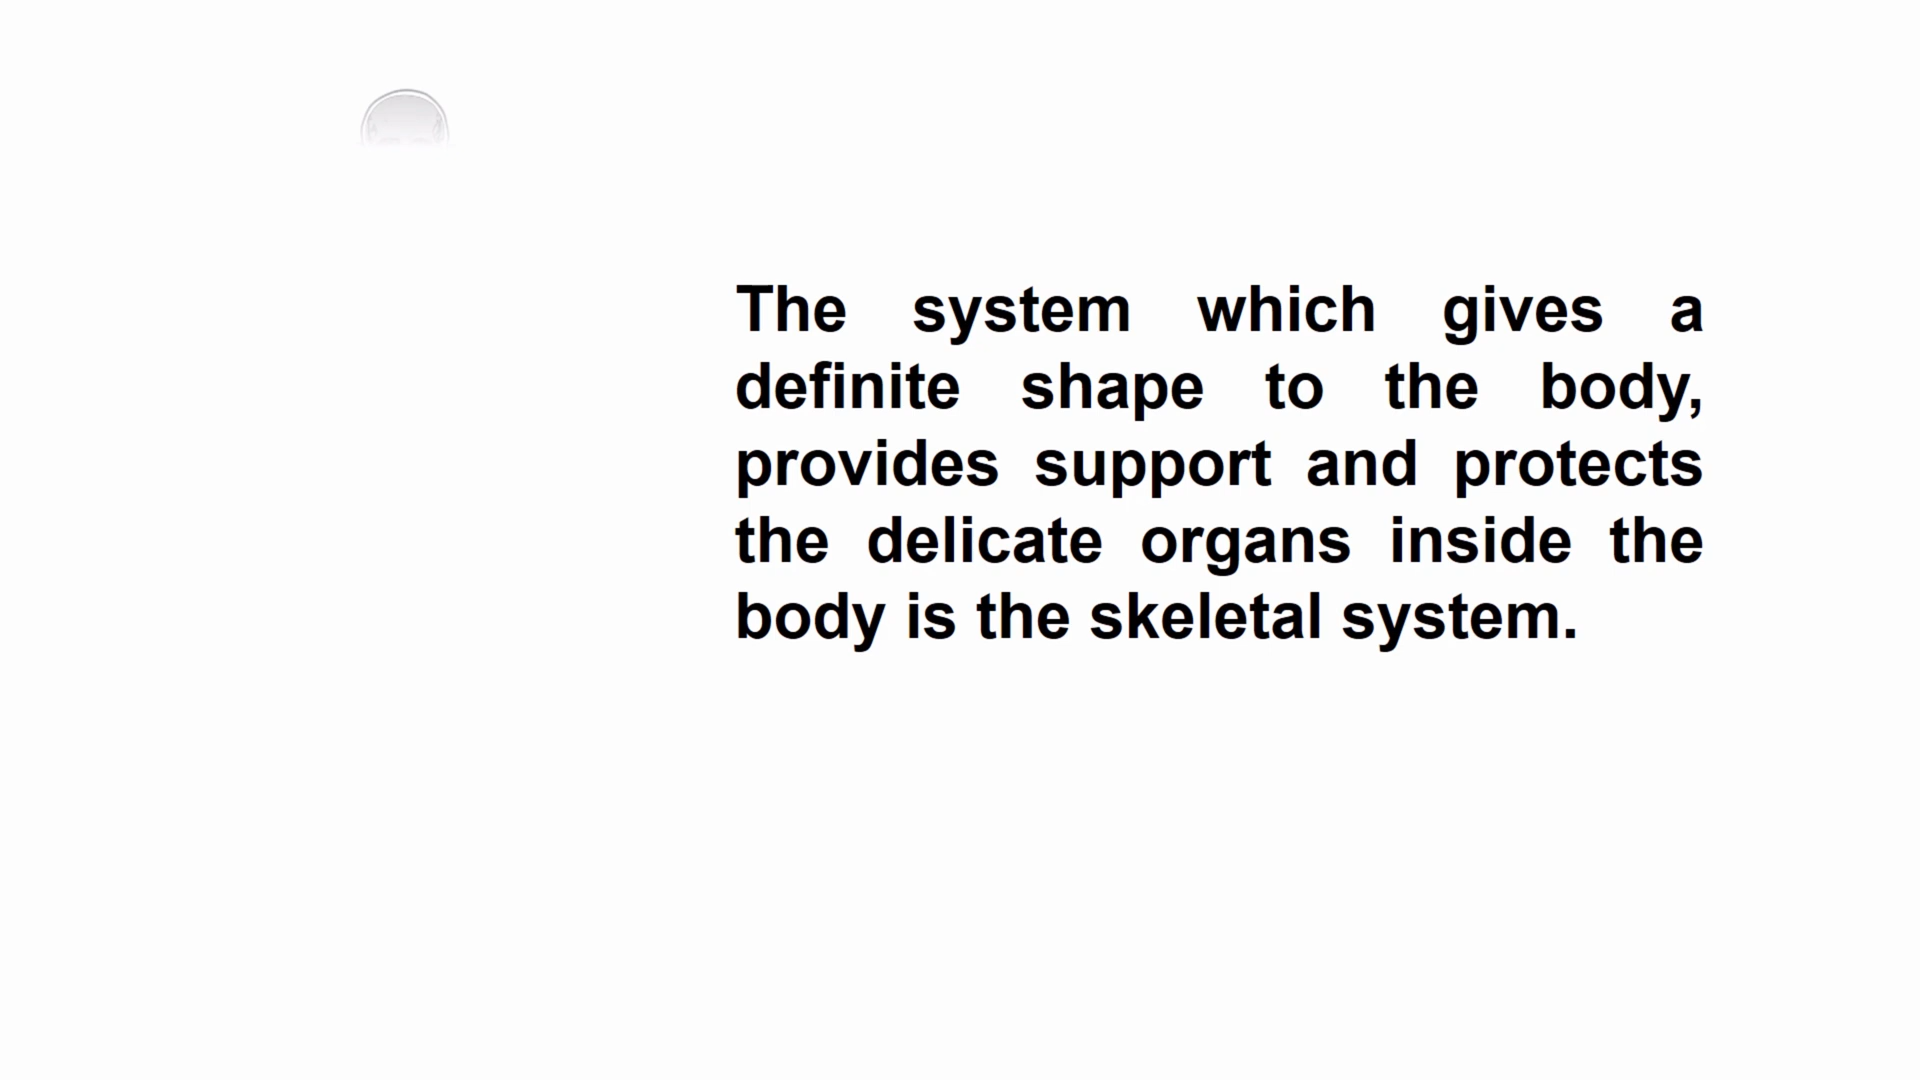 The system which gives a
definite shape to the body,
provides support and protects
the delicate organs inside the
body is the skeletal system.